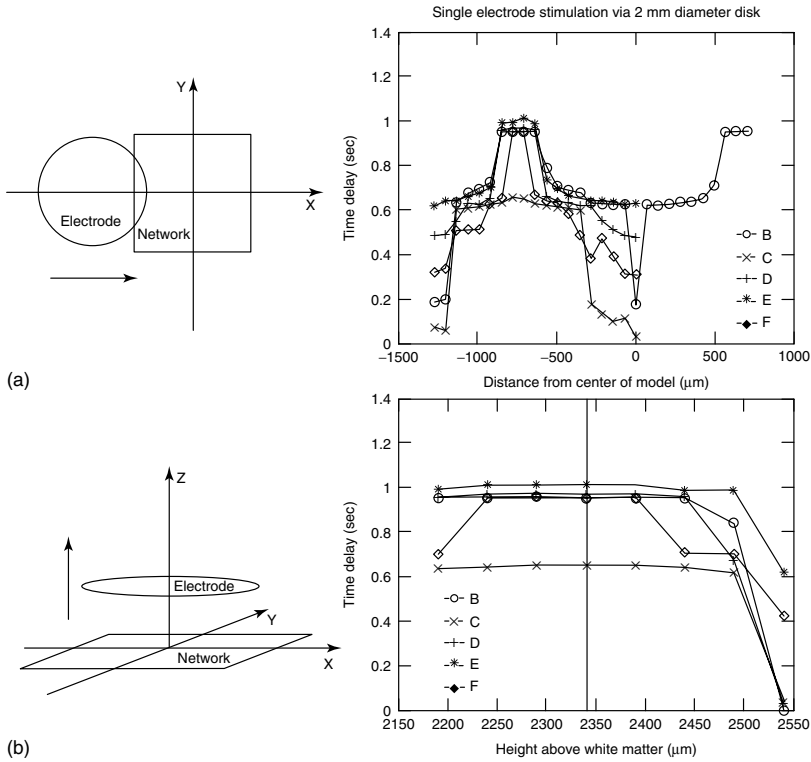 Single electrode stimulation via 2 mm diameter disk
Y
X
Electrode
Network
(a)
Time delay (sec)
1.4
1.2
1
0.8
0.6
0.4
0.2
0
−1500
−1000
−500
0
500
1000
Distance from center of model (μm)
B
C
D
E
F
Z
Electrode
Y
X
Network
(b)
Time delay (sec)
1.4
1.2
1
0.8
0.6
0.4
0.2
0
2150
2200
2250
2300
2350
2400
2450
2500
2550
Height above white matter (μm)
B
C
D
E
F